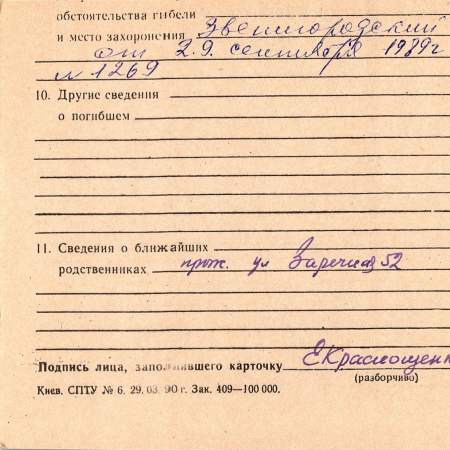 обстоятельства гибели
и место захоронения Звенигородский
от 29. сентября 1989г
№ 1269
10. Другие сведения
о погибшем
11. Сведения о ближайших
родственниках прож. ул Заречная 52
Подпись лица, заполнившего карточку Е Краснощек
(разборчиво)
Киев. СПТУ № 6. 29. 03. 90 г. Зак. 409—100 000.